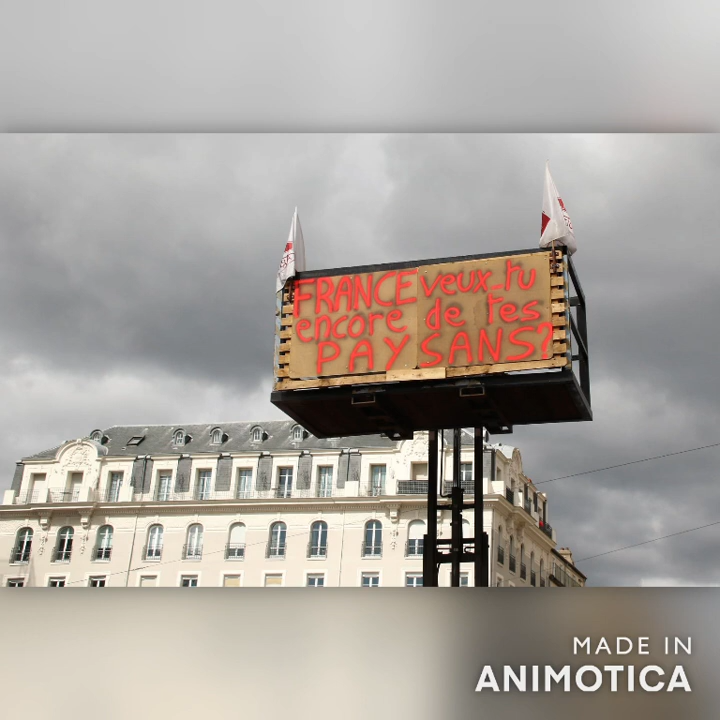 FRANCE veux-tu
encore de tes
PAYSANS?
MADE IN
ANIMOTICA